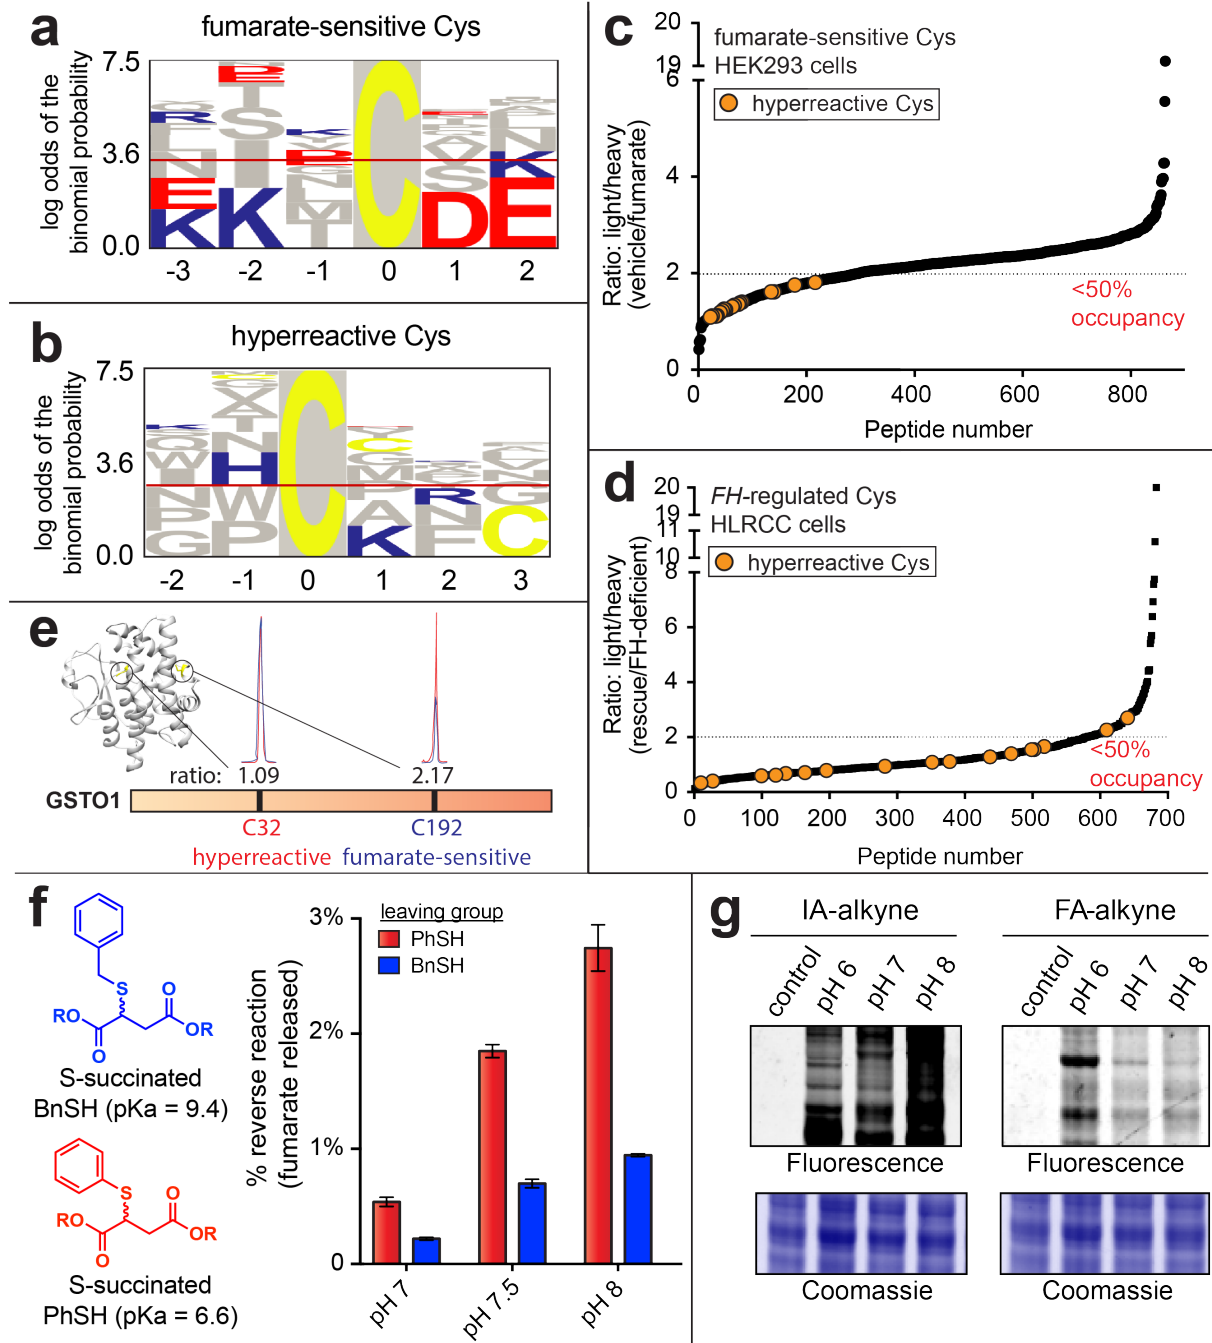 a
fumarate-sensitive Cys
log odds of the
binomial probability
7.5
3.6
0.0
-3 -2 -1 0 1 2
b
hyperreactive Cys
log odds of the
binomial probability
7.5
3.6
0.0
-2 -1 0 1 2 3
c
fumarate-sensitive Cys
HEK293 cells
hyperreactive Cys
Ratio: light/heavy
(vehicle/fumarate)
20
19
6
4
2
0
<50%
occupancy
0 200 400 600 800
Peptide number
d
FH-regulated Cys
HLRCC cells
hyperreactive Cys
Ratio: light/heavy
(rescue/FH-deficient)
20
11
10
8
6
4
2
0
<50%
occupancy
0 100 200 300 400 500 600 700
Peptide number
e
ratio: 1.09 2.17
GSTO1
C32 C192
hyperreactive fumarate-sensitive
f
S
RO
O
O
OR
S-succinated
BnSH (pKa = 9.4)
S
RO
O
O
OR
S-succinated
PhSH (pKa = 6.6)
% reverse reaction
(fumarate released)
3%
2%
1%
0
leaving group
PhSH
BnSH
pH 7 pH 7.5 pH 8
g
IA-alkyne FA-alkyne
control pH 6 pH 7 pH 8 control pH 6 pH 7 pH 8
Fluorescence Fluorescence
Coomassie Coomassie